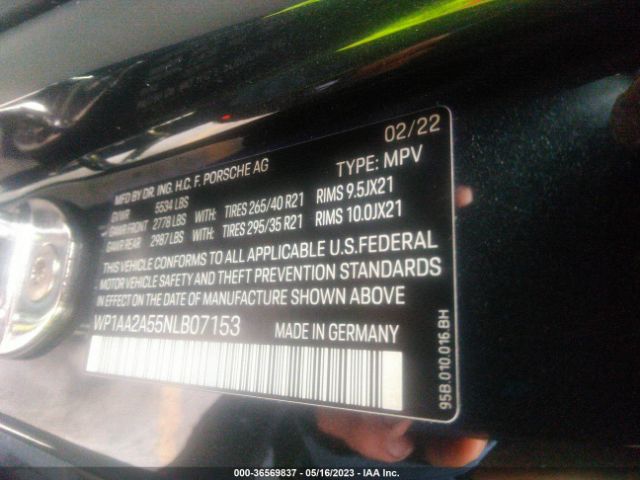 02/22
MFD BY DR. ING. H.C. F. PORSCHE AG TYPE: MPV
GVWR 5534 LBS
GAWR FRONT 2778 LBS WITH: TIRES 265/40 R21 RIMS 9.5JX21
GAWR REAR 2987 LBS WITH: TIRES 295/35 R21 RIMS 10.0JX21
THIS VEHICLE CONFORMS TO ALL APPLICABLE U.S.FEDERAL
MOTOR VEHICLE SAFETY AND THEFT PREVENTION STANDARDS
IN EFFECT ON THE DATE OF MANUFACTURE SHOWN ABOVE
WP1AA2A55NLB07153 MADE IN GERMANY
95B.010.016.BH
000-36569837 - 05/16/2023 - IAA Inc.